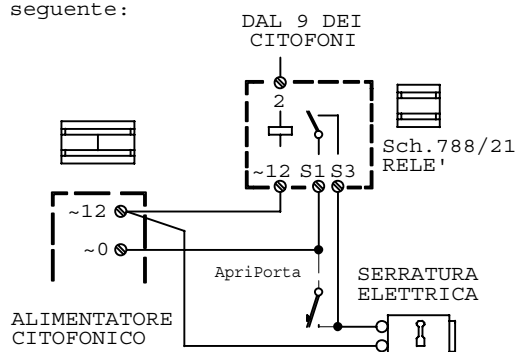 seguente:
DAL 9 DEI
CITOFONI
2
Sch.788/21
RELE'
~12 S1 S3
~12
~0
ApriPorta
SERRATURA
ELETTRICA
ALIMENTATORE
CITOFONICO